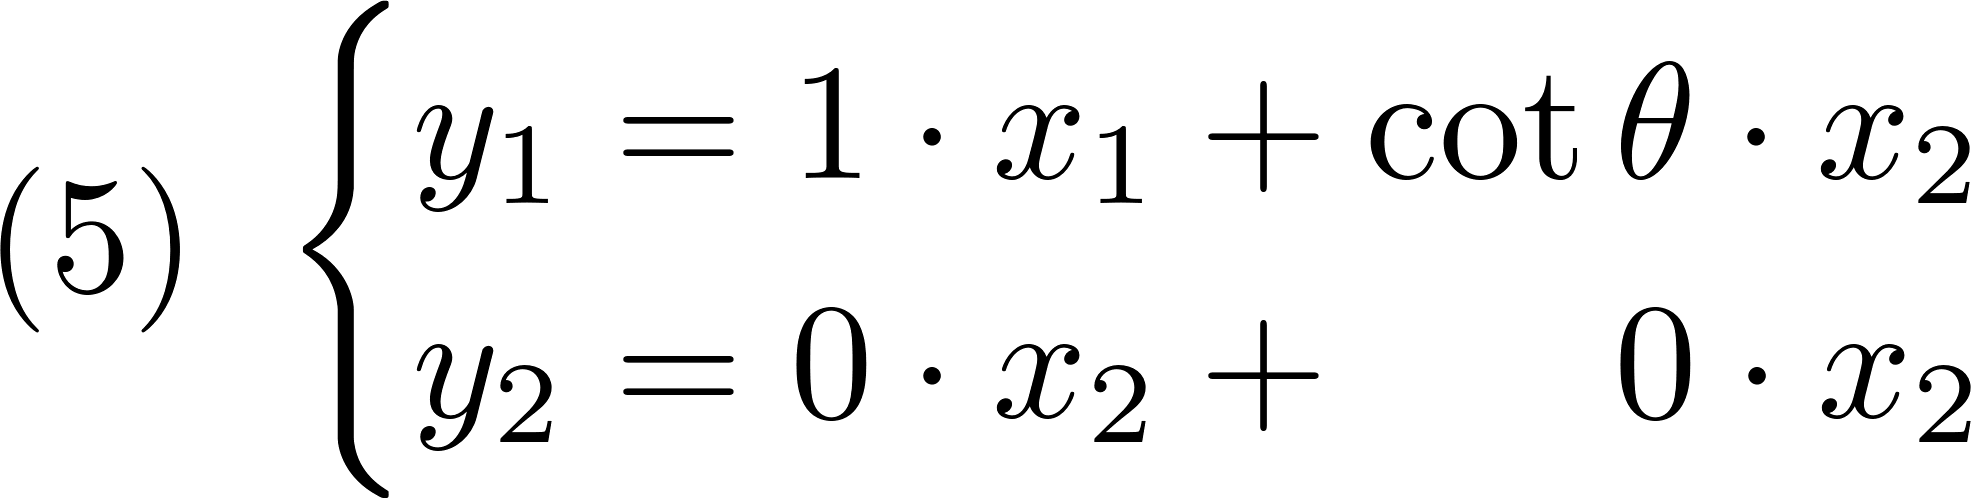 (5) { y₁ = 1 · x₁ + cot θ · x₂
y₂ = 0 · x₂ + 0 · x₂